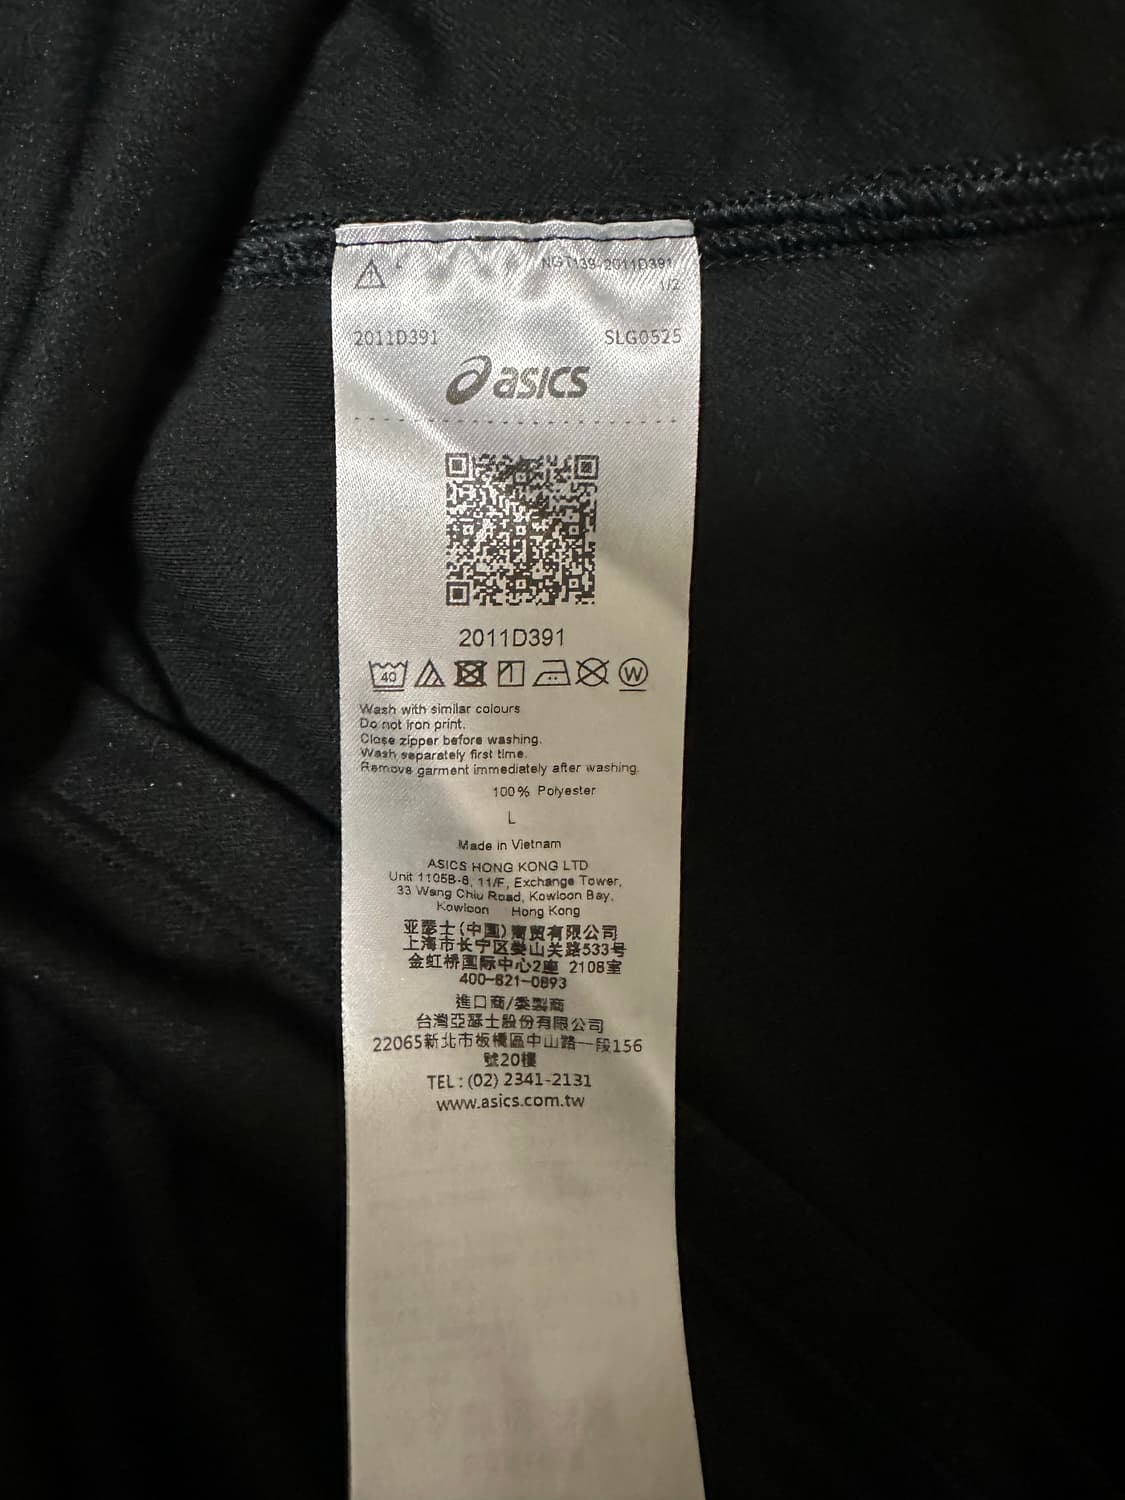 L
NGT139-2011D391
1/2
2011D391
SLG0525
asics
2011D391
40
W
Wash with similar colours
Do not iron print.
Close zipper before washing.
Wash separately first time.
Remove garment immediately after washing.
100% Polyester
L
Made in Vietnam
ASICS HONG KONG LTD
Unit 1105B-6, 11/F, Exchange Tower,
33 Wang Chiu Road, Kowloon Bay,
Kowloon Hong Kong
亚瑟士(中国)商贸有限公司
上海市长宁区娄山关路533号
金虹桥国际中心2座 2108室
400-821-0893
進口商/委製商
台灣亞瑟士股份有限公司
22065新北市板橋區中山路一段156
號20樓
TEL:(02) 2341-2131
www.asics.com.tw